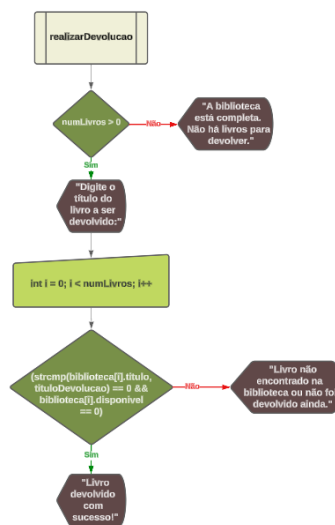 realizarDevolucao
numLivros > 0
Não
"A biblioteca
está completa.
Não há livros para
devolver."
Sim
"Digite o
título do
livro a ser
devolvido:"
int i = 0; i < numLivros; i++
(strcmp(biblioteca[i].titulo,
tituloDevolucao) == 0 &&
biblioteca[i].disponivel
== 0)
Não
"Livro não
encontrado na
biblioteca ou não foi
devolvido ainda."
Sim
"Livro
devolvido
com
sucesso!"